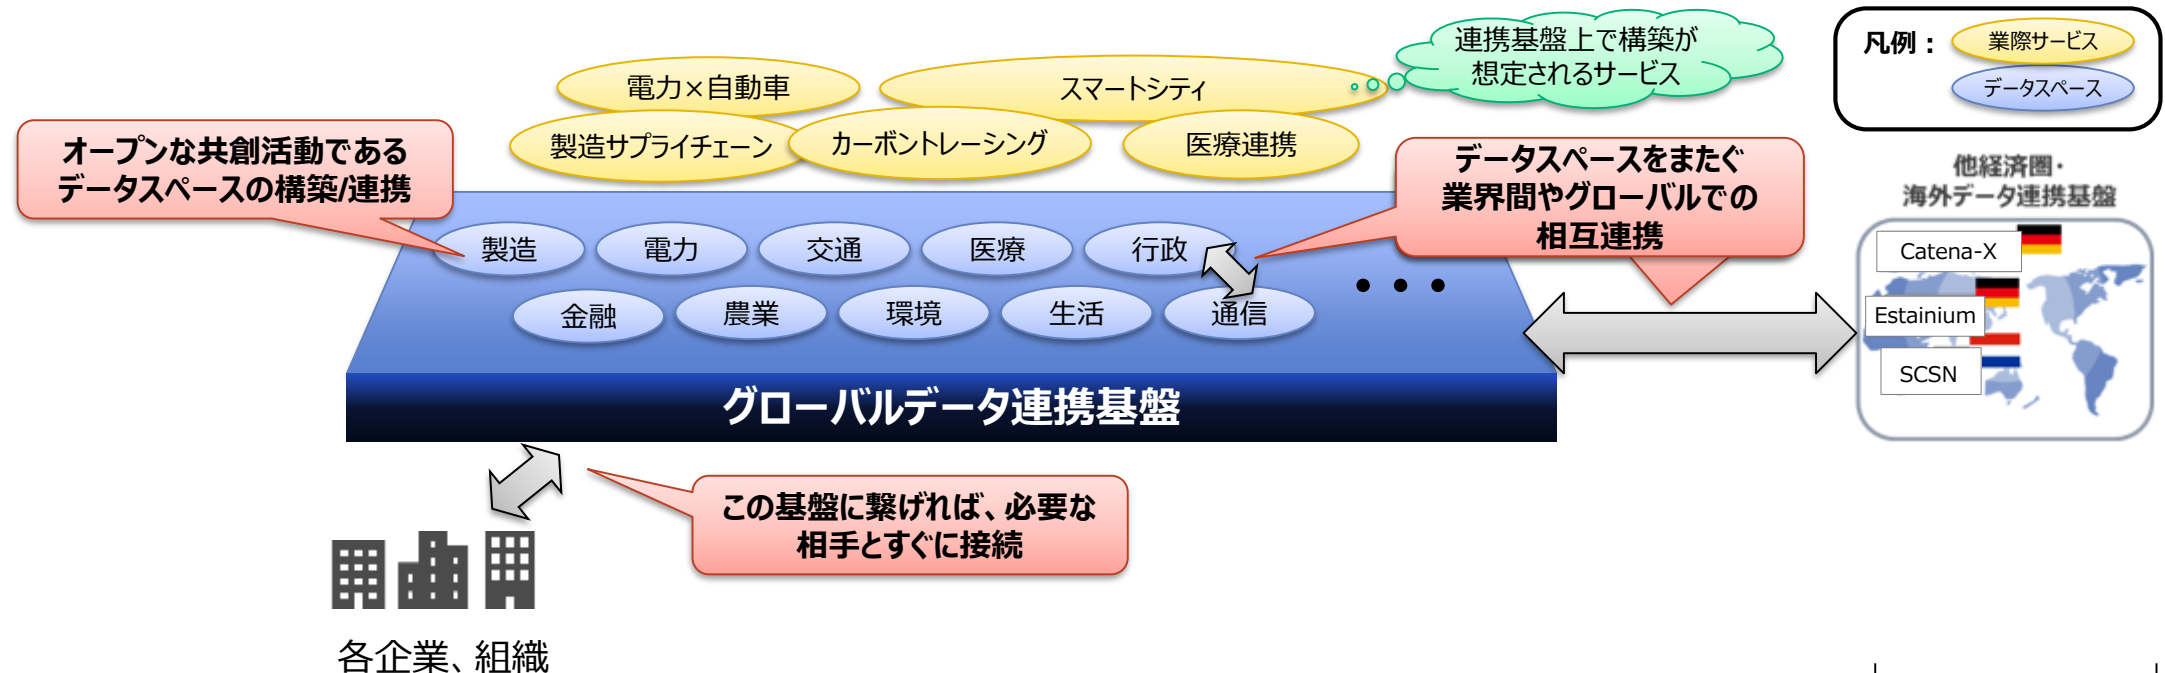 連携基盤上で構築が
想定されるサービス
凡例：
業際サービス
データスペース
電力×自動車
スマートシティ
製造サプライチェーン
カーボントレーシング
医療連携
オープンな共創活動である
データスペースの構築/連携
データスペースをまたぐ
業界間やグローバルでの
相互連携
他経済圏・
海外データ連携基盤
製造
電力
交通
医療
行政
金融
農業
環境
生活
通信
・・・
Catena-X
Estainium
SCSN
グローバルデータ連携基盤
この基盤に繋げれば、必要な
相手とすぐに接続
各企業、組織